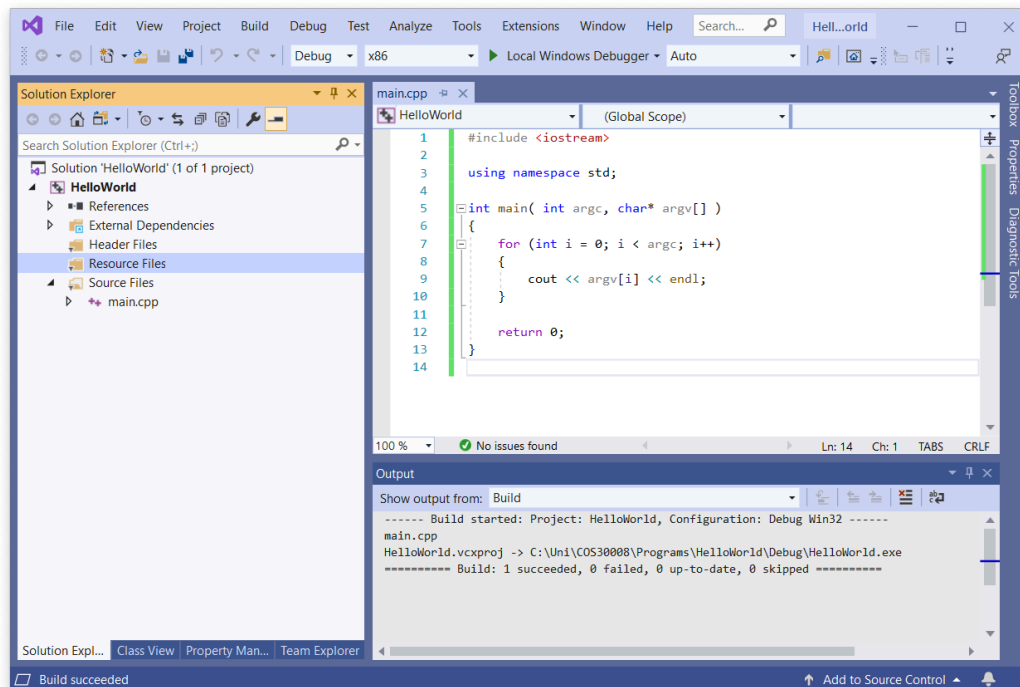 File Edit View Project Build Debug Test Analyze Tools Extensions Window Help Search... Hell...orld
Debug x86 Local Windows Debugger Auto
Solution Explorer
Search Solution Explorer (Ctrl+;)
Solution 'HelloWorld' (1 of 1 project)
HelloWorld
References
External Dependencies
Header Files
Resource Files
Source Files
main.cpp
Solution Expl... Class View Property Man... Team Explorer
main.cpp
HelloWorld (Global Scope)
1 #include <iostream>
2
3 using namespace std;
4
5 int main( int argc, char* argv[] )
6 {
7 for (int i = 0; i < argc; i++)
8 {
9 cout << argv[i] << endl;
10 }
11
12 return 0;
13 }
14
100 % No issues found Ln: 14 Ch: 1 TABS CRLF
Output
Show output from: Build
------ Build started: Project: HelloWorld, Configuration: Debug Win32 ------
main.cpp
HelloWorld.vcxproj -> C:\Uni\COS30008\Programs\HelloWorld\Debug\HelloWorld.exe
========== Build: 1 succeeded, 0 failed, 0 up-to-date, 0 skipped ==========
Toolbox
Properties
Diagnostic Tools
Build succeeded Add to Source Control